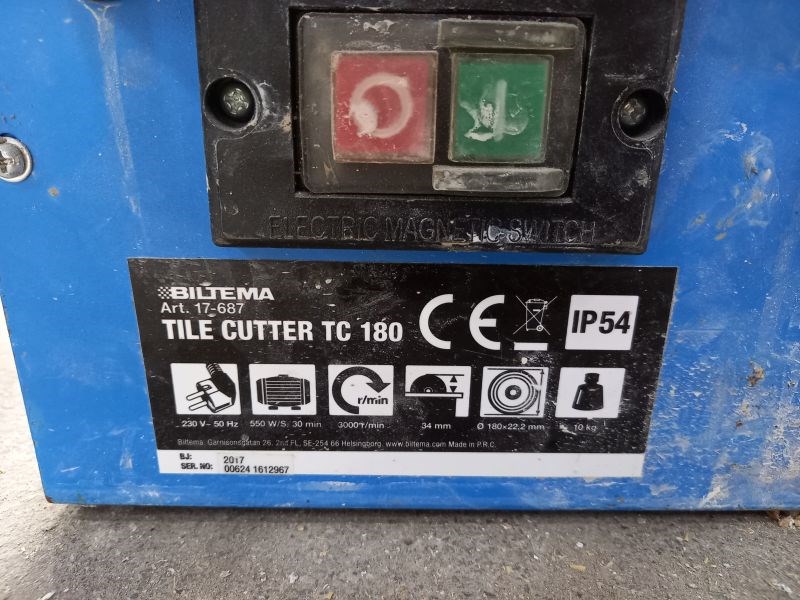 ELECTRIC MAGNETIC SWITCH
BILTEMA
Art. 17-687
TILE CUTTER TC 180
CE
IP54
r/min
230 V~ 50 Hz
550 W/S: 30 min
3000 r/min
34 mm
Ø 180×22,2 mm
10 kg
Biltema. Garnisonsgatan 26, 2nd FL, SE-254 66 Helsingborg. www.biltema.com Made in P.R.C.
BJ: 2017
SER. NO: 00624 1612967